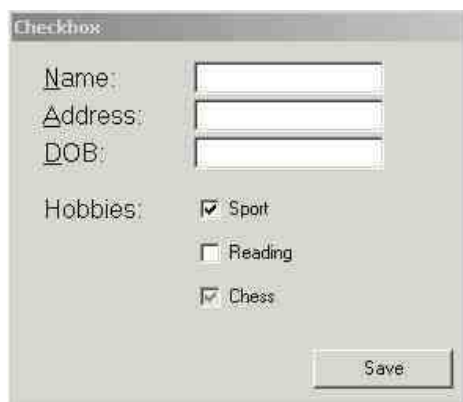 Checkbox
Name:
Address:
DOB:
Hobbies: Sport
Reading
Chess
Save